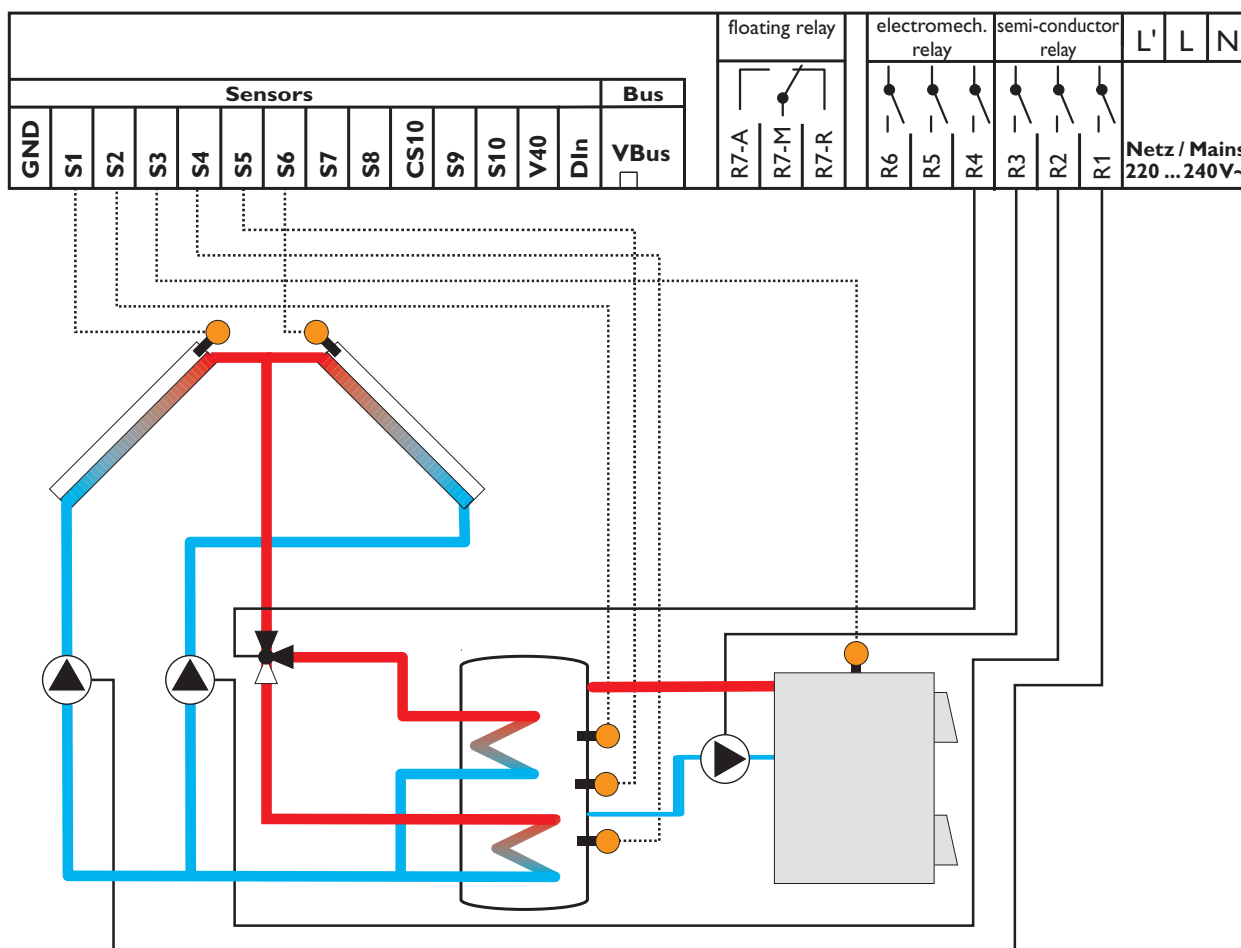 floating relay
electromech.
relay
semi-conductor
relay
L'
L
N
Sensors
Bus
GND
S1
S2
S3
S4
S5
S6
S7
S8
CS10
S9
S10
V40
DIn
VBus
R7-A
R7-M
R7-R
R6
R5
R4
R3
R2
R1
Netz / Mains
220 ... 240V~